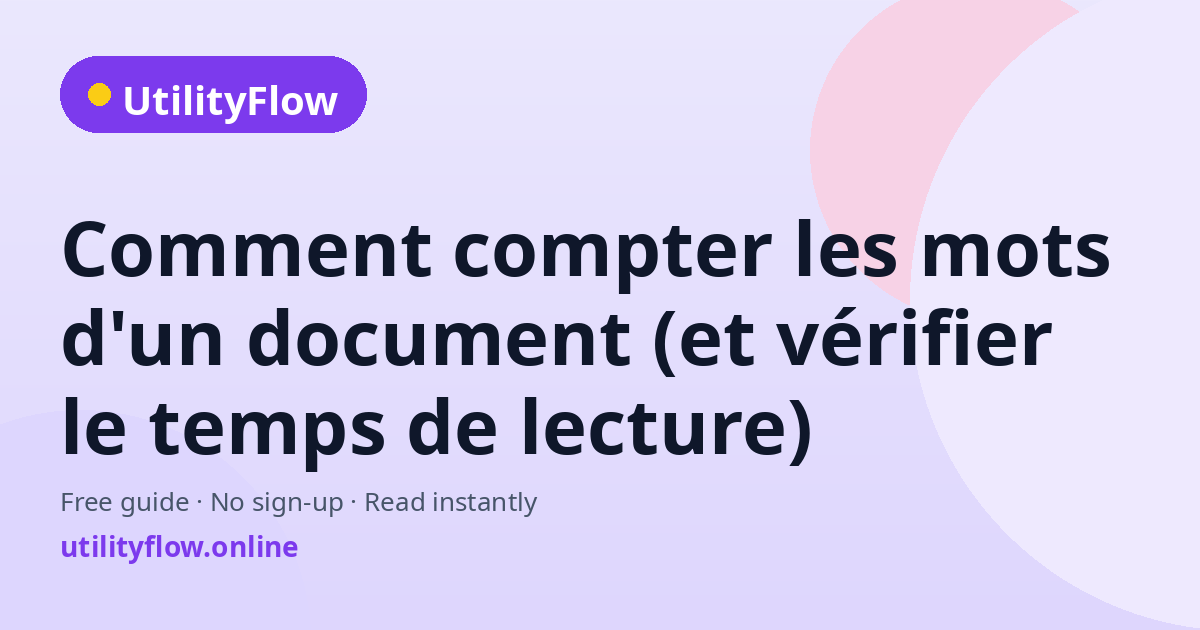 UtilityFlow
Comment compter les mots
d'un document (et vérifier
le temps de lecture)
Free guide · No sign-up · Read instantly
utilityflow.online